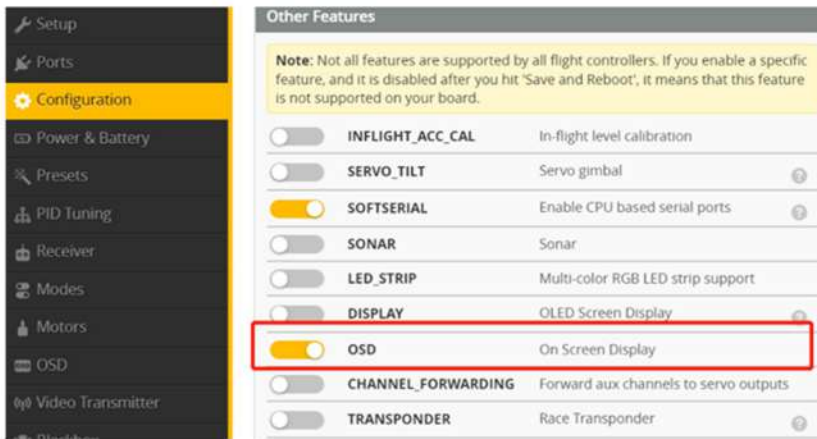 Setup
Ports
Configuration
Power & Battery
Presets
PID Tuning
Receiver
Modes
Motors
OSD
Video Transmitter
Blackbox
Other Features
Note: Not all features are supported by all flight controllers. If you enable a specific
feature, and it is disabled after you hit 'Save and Reboot', it means that this feature
is not supported on your board.
INFLIGHT_ACC_CAL In-flight level calibration
SERVO_TILT Servo gimbal
SOFTSERIAL Enable CPU based serial ports
SONAR Sonar
LED_STRIP Multi-color RGB LED strip support
DISPLAY OLED Screen Display
OSD On Screen Display
CHANNEL_FORWARDING Forward aux channels to servo outputs
TRANSPONDER Race Transponder